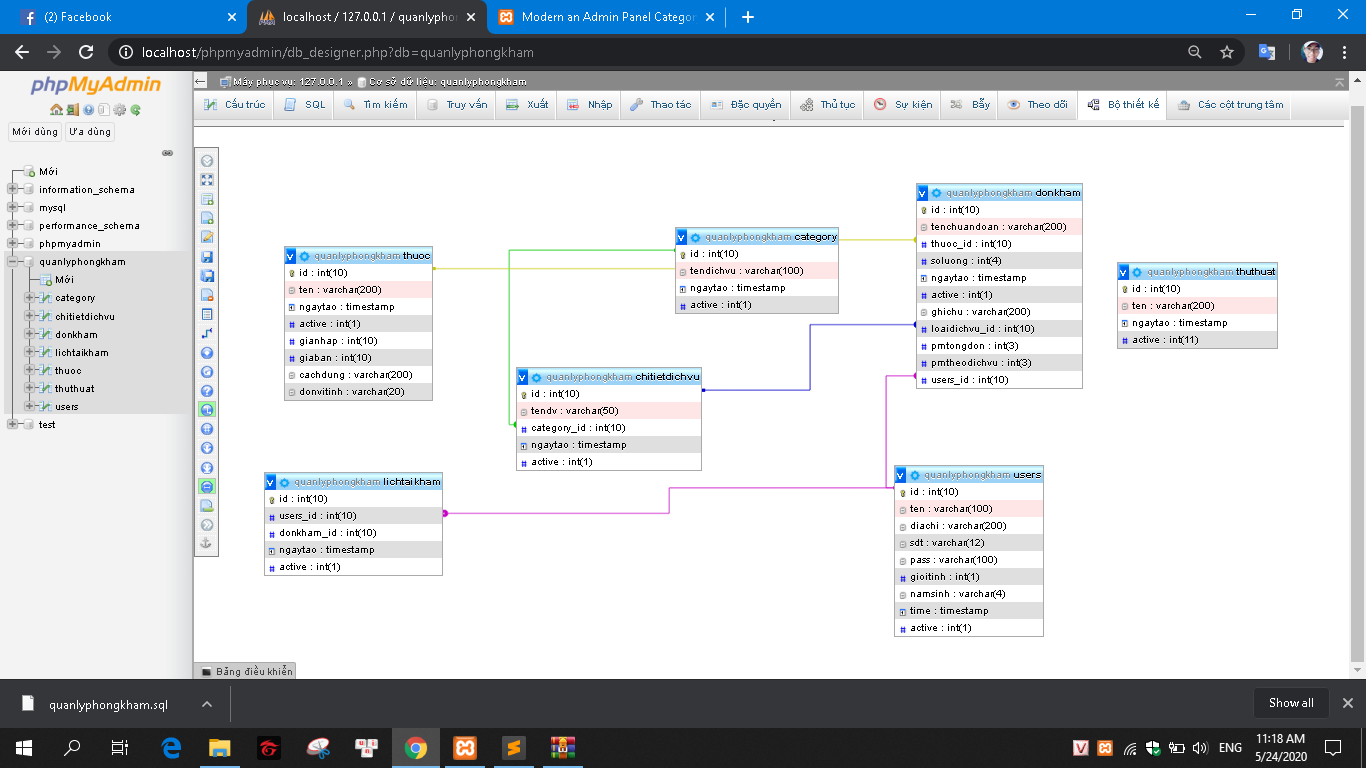 (2) Facebook
localhost / 127.0.0.1 / quanlyphon
Modern an Admin Panel Categor
localhost/phpmyadmin/db_designer.php?db=quanlyphongkham
phpMyAdmin
Mới dùng
Ưa dùng
Mới
information_schema
mysql
performance_schema
phpmyadmin
quanlyphongkham
Mới
category
chitietdichvu
donkham
lichtaikham
thuoc
thuthuat
users
test
Máy phục vụ: 127.0.0.1 » Cơ sở dữ liệu: quanlyphongkham
Cấu trúc
SQL
Tìm kiếm
Truy vấn
Xuất
Nhập
Thao tác
Đặc quyền
Thủ tục
Sự kiện
Bẫy
Theo dõi
Bộ thiết kế
Các cột trung tâm
quanlyphongkham thuoc
id : int(10)
ten : varchar(200)
ngaytao : timestamp
active : int(1)
gianhap : int(10)
giaban : int(10)
cachdung : varchar(200)
donvitinh : varchar(20)
quanlyphongkham category
id : int(10)
tendichvu : varchar(100)
ngaytao : timestamp
active : int(1)
quanlyphongkham donkham
id : int(10)
tenchuandoan : varchar(200)
thuoc_id : int(10)
soluong : int(4)
ngaytao : timestamp
active : int(1)
ghichu : varchar(200)
loaidichvu_id : int(10)
pmtongdon : int(3)
pmtheodichvu : int(3)
users_id : int(10)
quanlyphongkham thuthuat
id : int(10)
ten : varchar(200)
ngaytao : timestamp
active : int(11)
quanlyphongkham chitietdichvu
id : int(10)
tendv : varchar(50)
category_id : int(10)
ngaytao : timestamp
active : int(1)
quanlyphongkham lichtaikham
id : int(10)
users_id : int(10)
donkham_id : int(10)
ngaytao : timestamp
active : int(1)
quanlyphongkham users
id : int(10)
ten : varchar(100)
diachi : varchar(200)
sdt : varchar(12)
pass : varchar(100)
gioitinh : int(1)
namsinh : varchar(4)
time : timestamp
active : int(1)
Bảng điều khiển
quanlyphongkham.sql
Show all
ENG
11:18 AM
5/24/2020